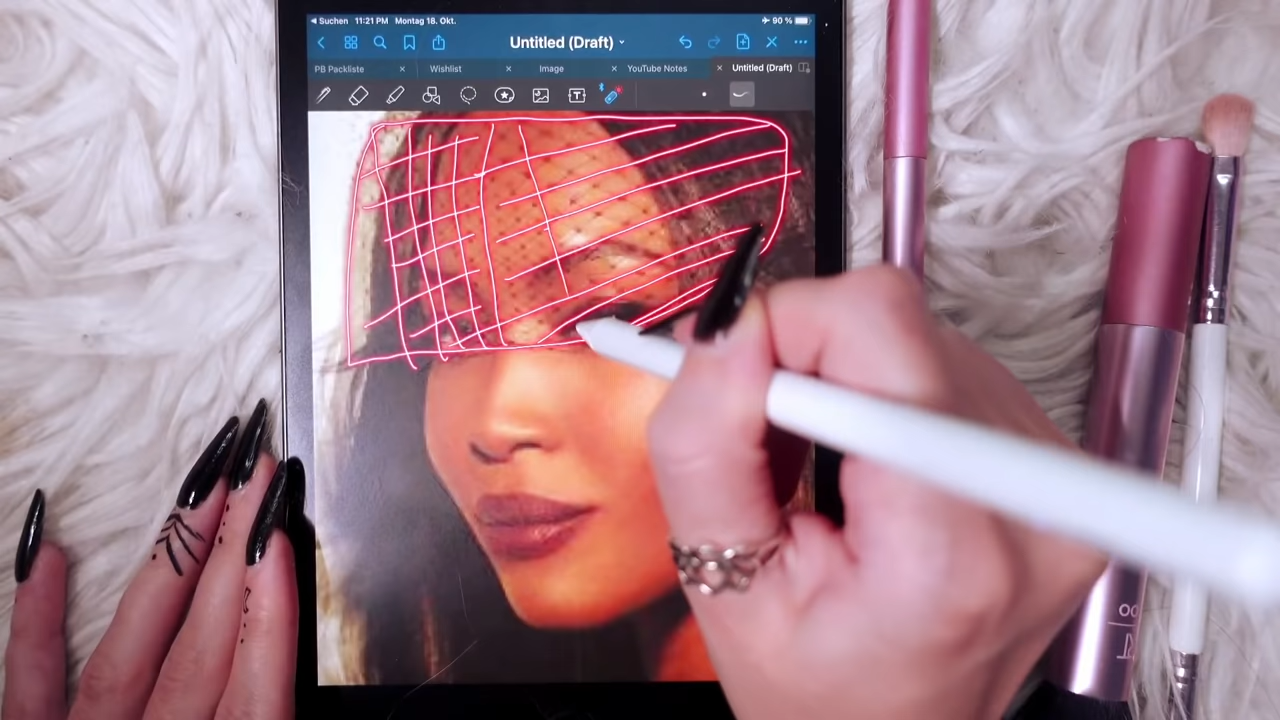 Suchen 11:21 PM Montag 18. Okt. 90 %
Untitled (Draft)
PB Packliste Wishlist Image YouTube Notes Untitled (Draft)
T